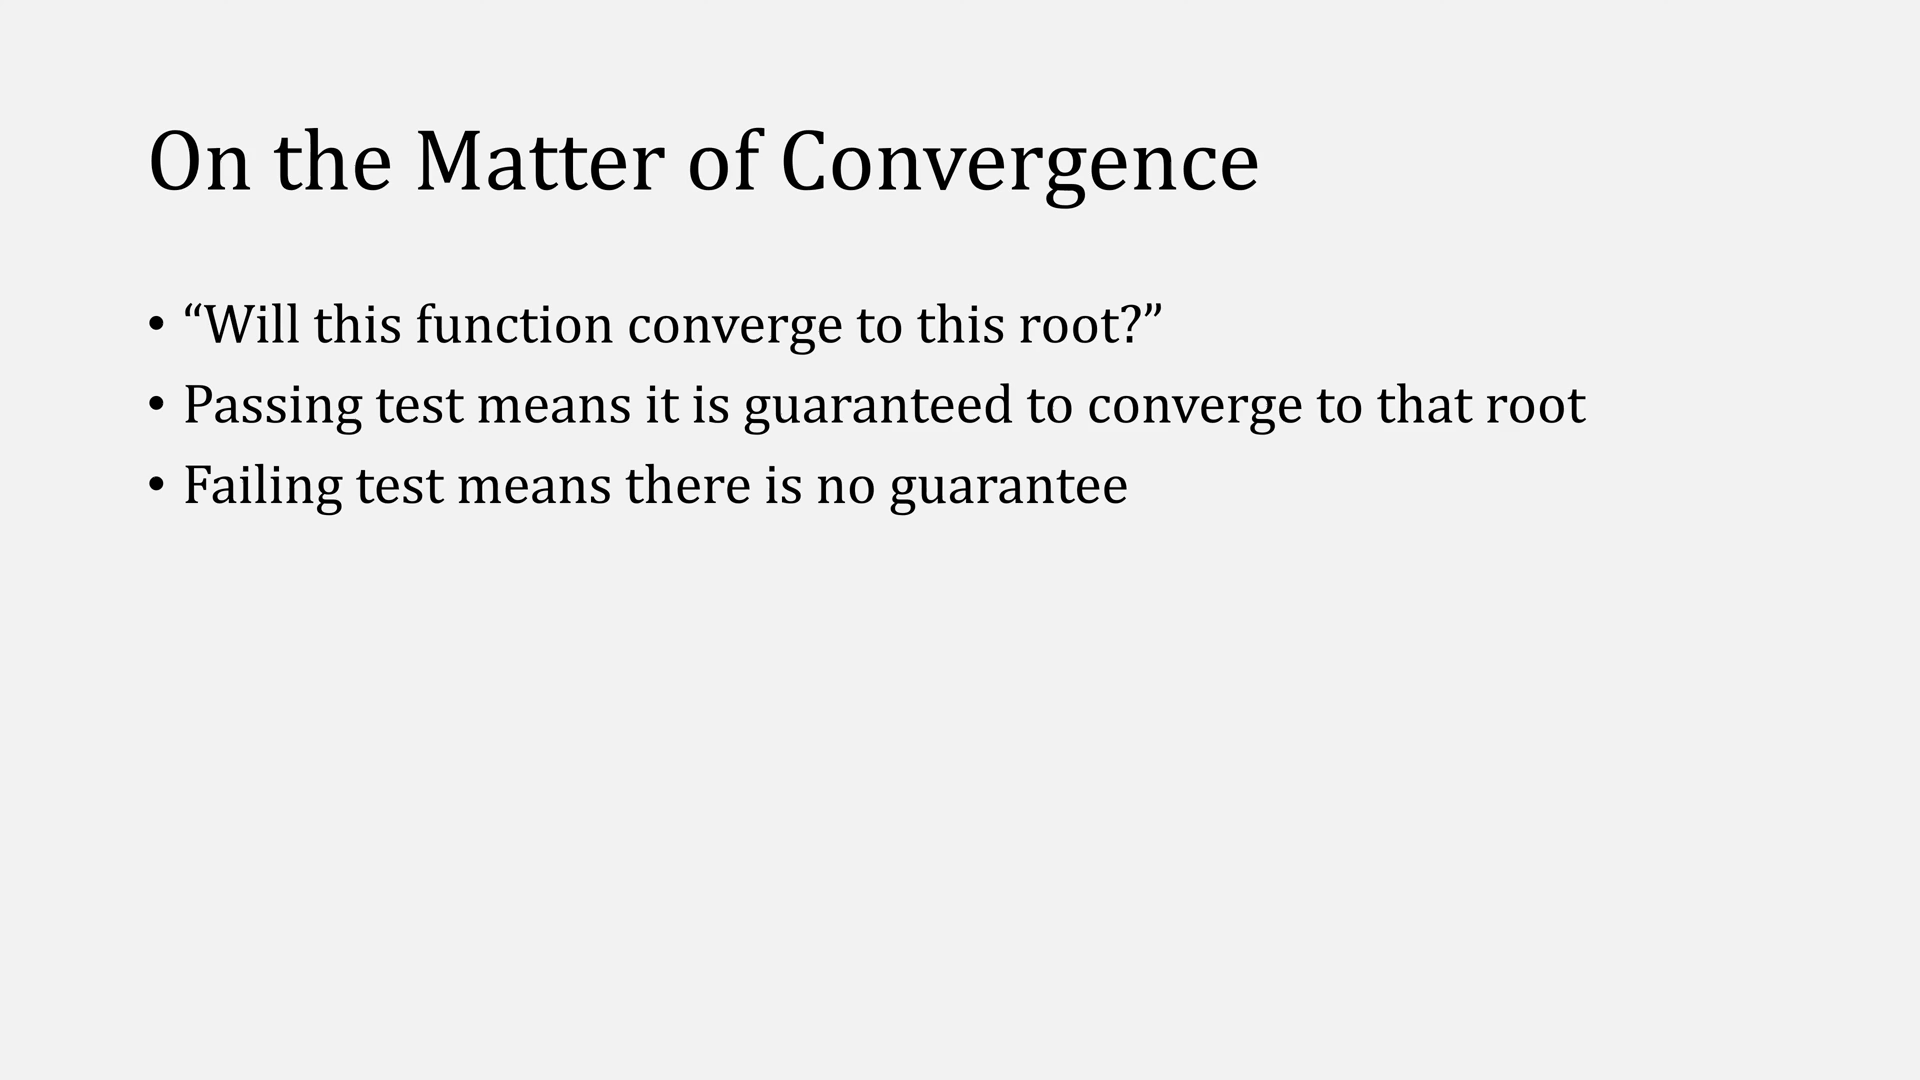 On the Matter of Convergence
• “Will this function converge to this root?”
• Passing test means it is guaranteed to converge to that root
• Failing test means there is no guarantee